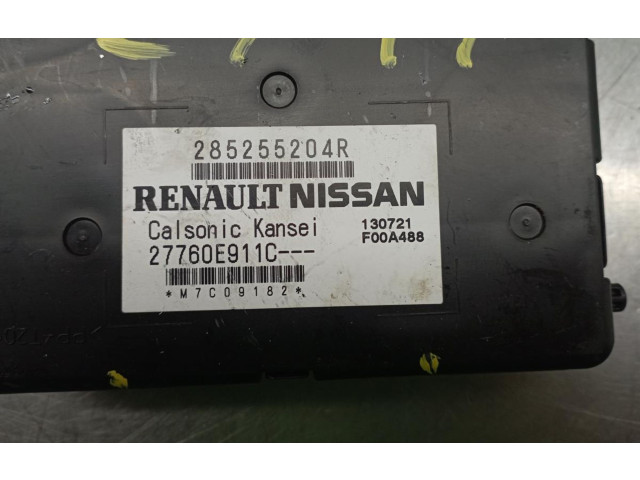 285255204R
RENAULT NISSAN
Calsonic Kansei 130721
27760E911C--- F00A488
*M7C09182*